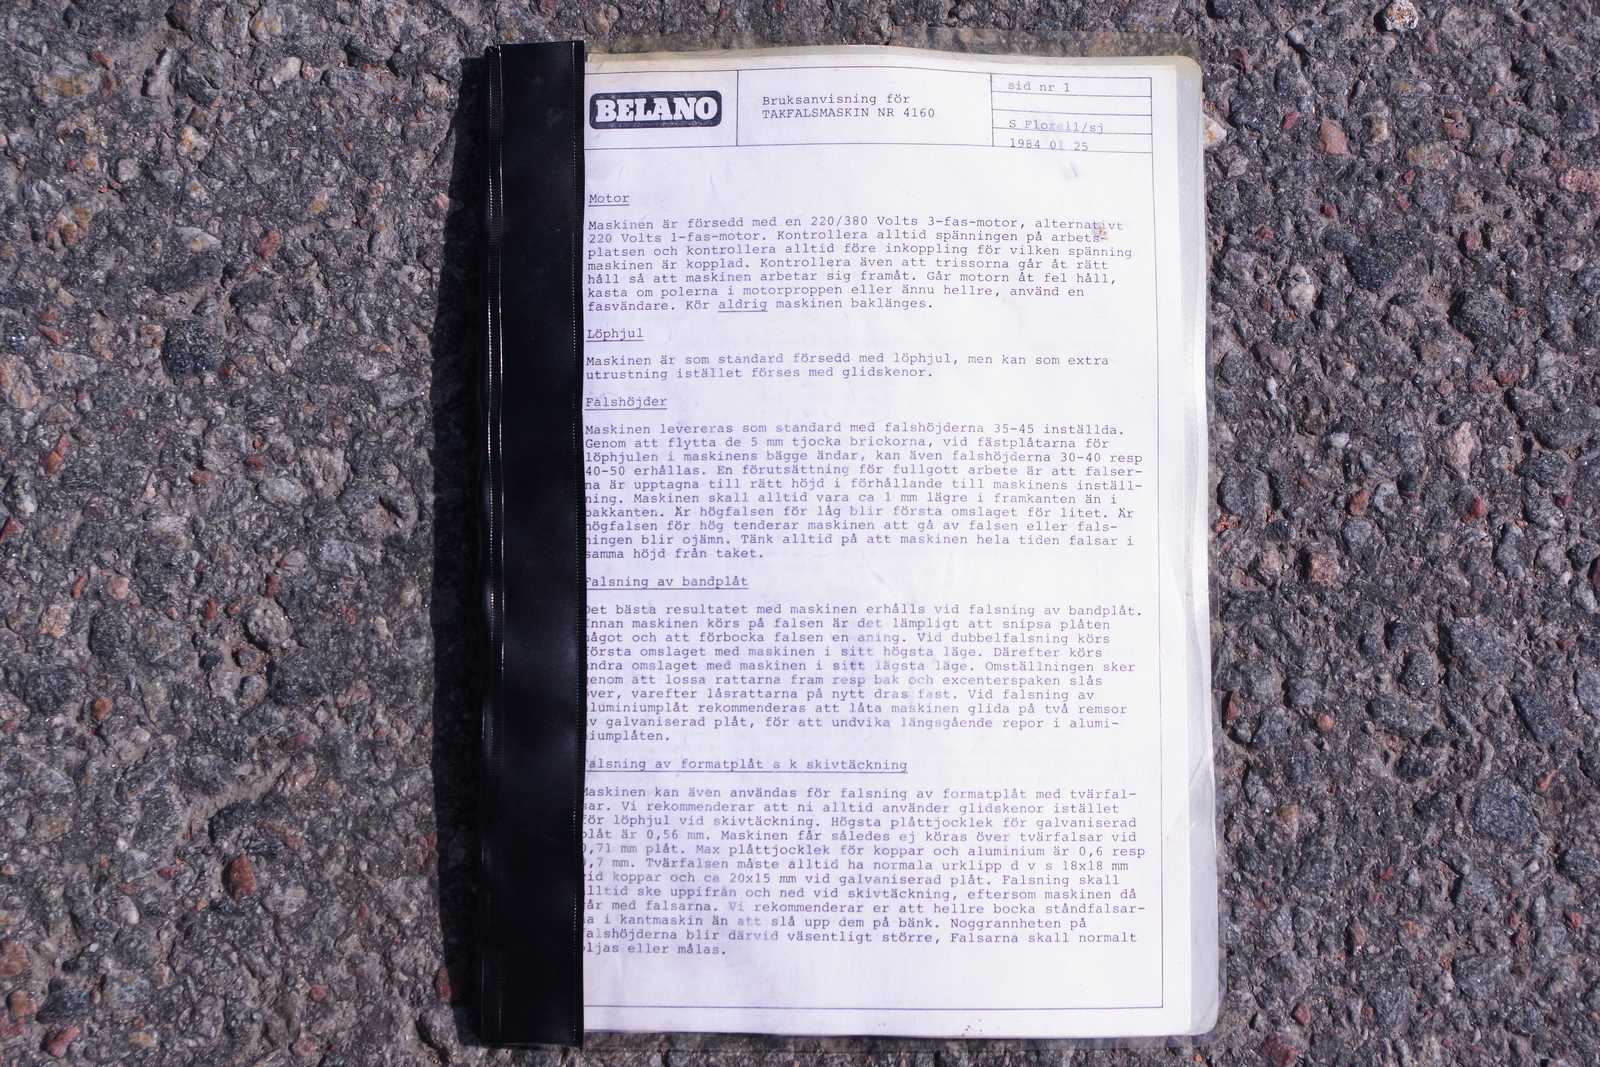 BELANO
Bruksanvisning för
TAKFALSMASKIN NR 4160
sid nr 1
S Florell/sj
1984 01 25
Motor
Maskinen är försedd med en 220/380 Volts 3-fas-motor, alternativt
220 Volts 1-fas-motor. Kontrollera alltid spänningen på arbets-
platsen och kontrollera alltid före inkoppling för vilken spänning
maskinen är kopplad. Kontrollera även att trissorna går åt rätt
håll så att maskinen arbetar sig framåt. Går motorn åt fel håll,
kasta om polerna i motorproppen eller ännu hellre, använd en
fasvändare. Kör aldrig maskinen baklänges.
Löphjul
Maskinen är som standard försedd med löphjul, men kan som extra
utrustning istället förses med glidskenor.
Falshöjder
Maskinen levereras som standard med falshöjderna 35-45 inställda.
Genom att flytta de 5 mm tjocka brickorna, vid fästplåtarna för
löphjulen i maskinens bägge ändar, kan även falshöjderna 30-40 resp
40-50 erhållas. En förutsättning för fullgott arbete är att falser-
na är upptagna till rätt höjd i förhållande till maskinens inställ-
ning. Maskinen skall alltid vara ca 1 mm lägre i framkanten än i
bakkanten. Är högfalsen för låg blir första omslaget för litet. Är
högfalsen för hög tenderar maskinen att gå av falsen eller fals-
ningen blir ojämn. Tänk alltid på att maskinen hela tiden falsar i
samma höjd från taket.
Falsning av bandplåt
Det bästa resultatet med maskinen erhålls vid falsning av bandplåt.
Innan maskinen körs på falsen är det lämpligt att snipsa plåten
något och att förbocka falsen en aning. Vid dubbelfalsning körs
första omslaget med maskinen i sitt högsta läge. Därefter körs
andra omslaget med maskinen i sitt lägsta läge. Omställningen sker
genom att lossa rattarna fram resp bak och excenterspaken slås
över, varefter låsrattarna på nytt dras fast. Vid falsning av
aluminiumplåt rekommenderas att låta maskinen glida på två remsor
av galvaniserad plåt, för att undvika längsgående repor i alumi-
niumplåten.
Falsning av formatplåt s k skivtäckning
Maskinen kan även användas för falsning av formatplåt med tvärfal-
sar. Vi rekommenderar att ni alltid använder glidskenor istället
för löphjul vid skivtäckning. Högsta plåttjocklek för galvaniserad
plåt är 0,56 mm. Maskinen får således ej köras över tvärfalsar vid
0,71 mm plåt. Max plåttjocklek för koppar och aluminium är 0,6 resp
,7 mm. Tvärfalsen måste alltid ha normala urklipp d v s 18x18 mm
vid koppar och ca 20x15 mm vid galvaniserad plåt. Falsning skall
alltid ske uppifrån och ned vid skivtäckning, eftersom maskinen då
går med falsarna. Vi rekommenderar er att hellre bocka ståndfalsar-
na i kantmaskin än att slå upp dem på bänk. Noggrannheten på
falshöjderna blir därvid väsentligt större, Falsarna skall normalt
oljas eller målas.